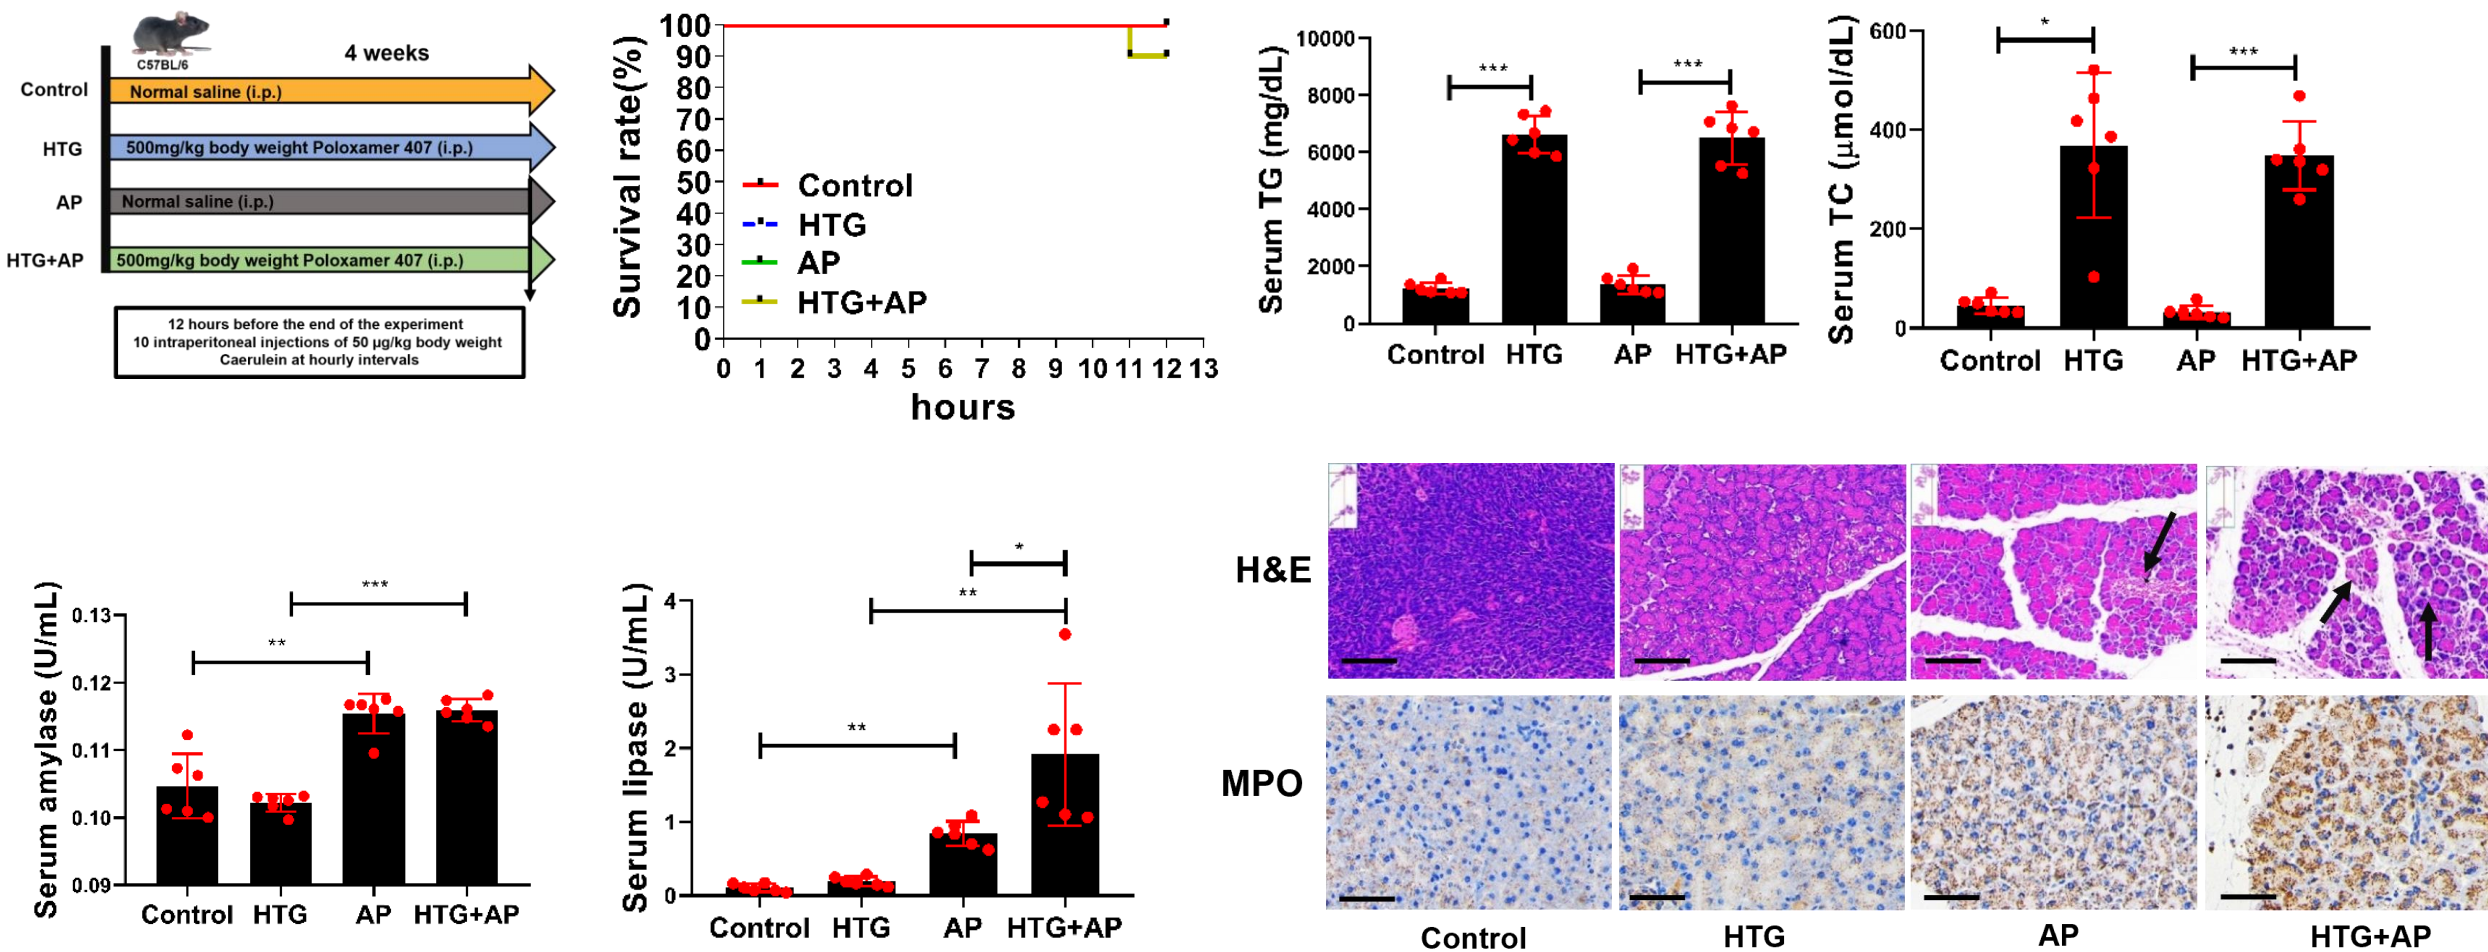 C57BL/6
4 weeks
Control
Normal saline (i.p.)
HTG
500mg/kg body weight Poloxamer 407 (i.p.)
AP
Normal saline (i.p.)
HTG+AP
500mg/kg body weight Poloxamer 407 (i.p.)
12 hours before the end of the experiment
10 intraperitoneal injections of 50 µg/kg body weight
Caerulein at hourly intervals
Survival rate(%)
100
90
80
70
60
50
40
30
20
10
0
Control
HTG
AP
HTG+AP
0 1 2 3 4 5 6 7 8 9 10 11 12 13
hours
Serum TG (mg/dL)
10000
8000
6000
4000
2000
0
***
***
Control HTG AP HTG+AP
Serum TC (µmol/dL)
600
400
200
0
*
***
Control HTG AP HTG+AP
Serum amylase (U/mL)
0.13
0.12
0.11
0.10
0.09
**
***
Control HTG AP HTG+AP
Serum lipase (U/mL)
4
3
2
1
0
*
**
**
Control HTG AP HTG+AP
H&E
MPO
Control HTG AP HTG+AP